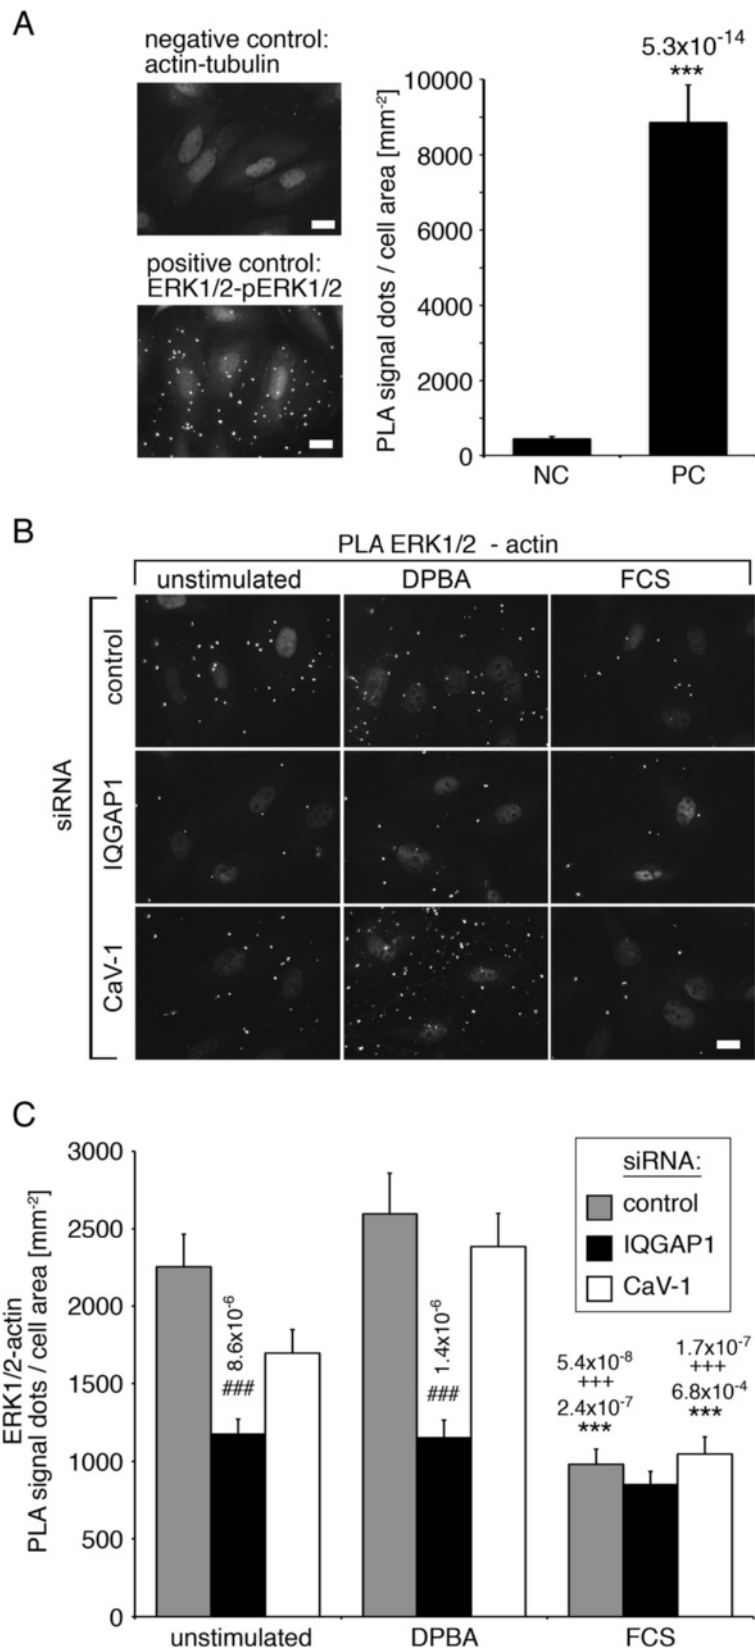 A
negative control:
actin-tubulin
positive control:
ERK1/2-pERK1/2
PLA signal dots / cell area [mm⁻²]
10000
8000
6000
4000
2000
0
5.3x10⁻¹⁴
***
NC
PC
B
PLA ERK1/2 - actin
unstimulated
DPBA
FCS
siRNA
control
IQGAP1
CaV-1
C
ERK1/2-actin
PLA signal dots / cell area [mm⁻²]
3000
2500
2000
1500
1000
500
0
8.6x10⁻⁶
###
1.4x10⁻⁶
###
5.4x10⁻⁸
+++
2.4x10⁻⁷
***
1.7x10⁻⁷
+++
6.8x10⁻⁴
***
siRNA:
control
IQGAP1
CaV-1
unstimulated
DPBA
FCS